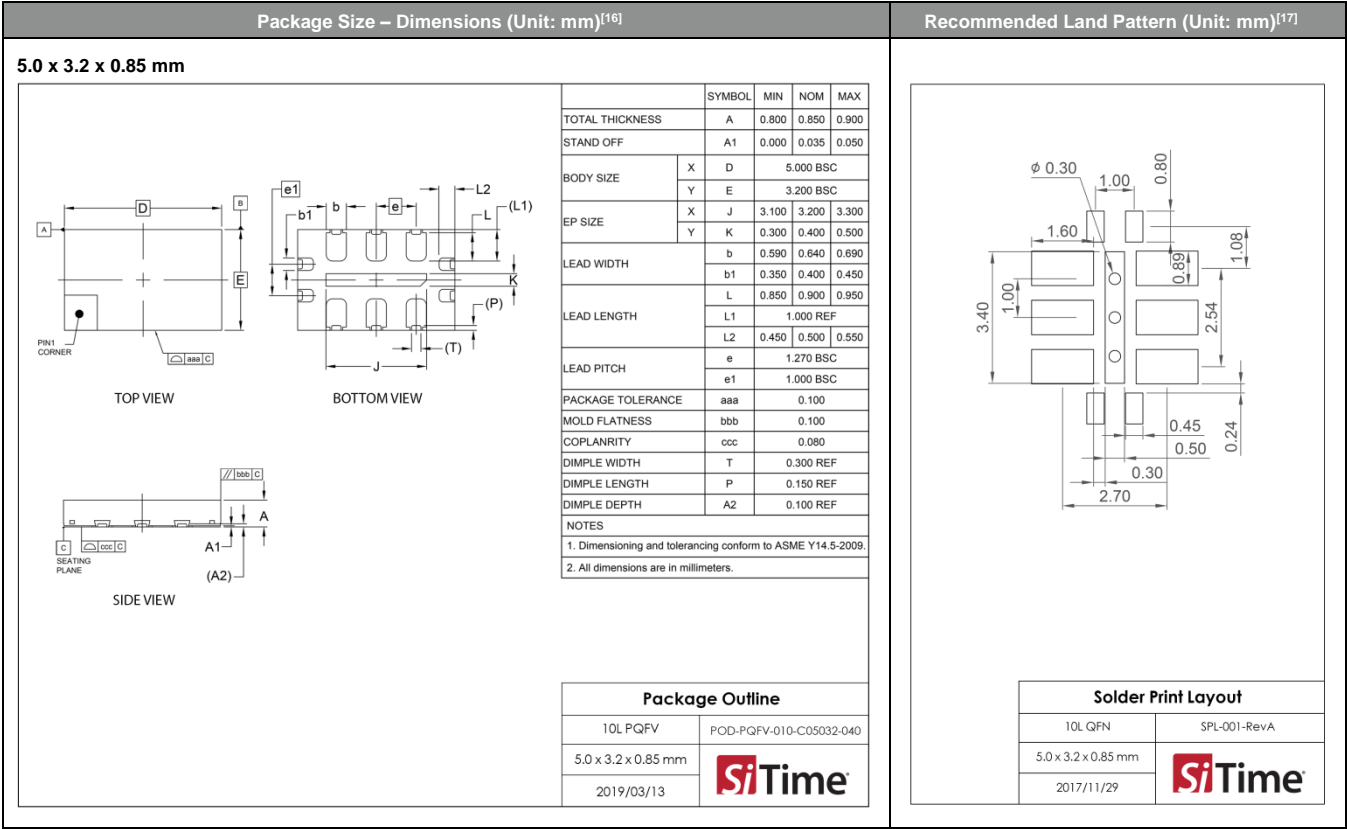 Package Size – Dimensions (Unit: mm)[16]
Recommended Land Pattern (Unit: mm)[17]
5.0 x 3.2 x 0.85 mm
SYMBOL MIN NOM MAX
TOTAL THICKNESS A 0.800 0.850 0.900
STAND OFF A1 0.000 0.035 0.050
BODY SIZE X D 5.000 BSC
Y E 3.200 BSC
EP SIZE X J 3.100 3.200 3.300
Y K 0.300 0.400 0.500
LEAD WIDTH b 0.590 0.640 0.690
b1 0.350 0.400 0.450
LEAD LENGTH L 0.850 0.900 0.950
L1 1.000 REF
L2 0.450 0.500 0.550
LEAD PITCH e 1.270 BSC
e1 1.000 BSC
PACKAGE TOLERANCE aaa 0.100
MOLD FLATNESS bbb 0.100
COPLANRITY ccc 0.080
DIMPLE WIDTH T 0.300 REF
DIMPLE LENGTH P 0.150 REF
DIMPLE DEPTH A2 0.100 REF
NOTES
1. Dimensioning and tolerancing conform to ASME Y14.5-2009.
2. All dimensions are in millimeters.
D
B
A
E
PIN1
CORNER
aaa C
TOP VIEW
e1
b1
b
e
L2
L
(L1)
K
(P)
(T)
J
BOTTOM VIEW
// bbb C
A
A1
(A2)
C
ccc C
SEATING
PLANE
SIDE VIEW
Package Outline
10L PQFV
POD-PQFV-010-C05032-040
5.0 x 3.2 x 0.85 mm
2019/03/13
SiTime
ø 0.30
1.00
0.80
1.60
1.08
0.89
1.00
3.40
2.54
0.45
0.24
0.50
0.30
2.70
Solder Print Layout
10L QFN
SPL-001-RevA
5.0 x 3.2 x 0.85 mm
2017/11/29
SiTime